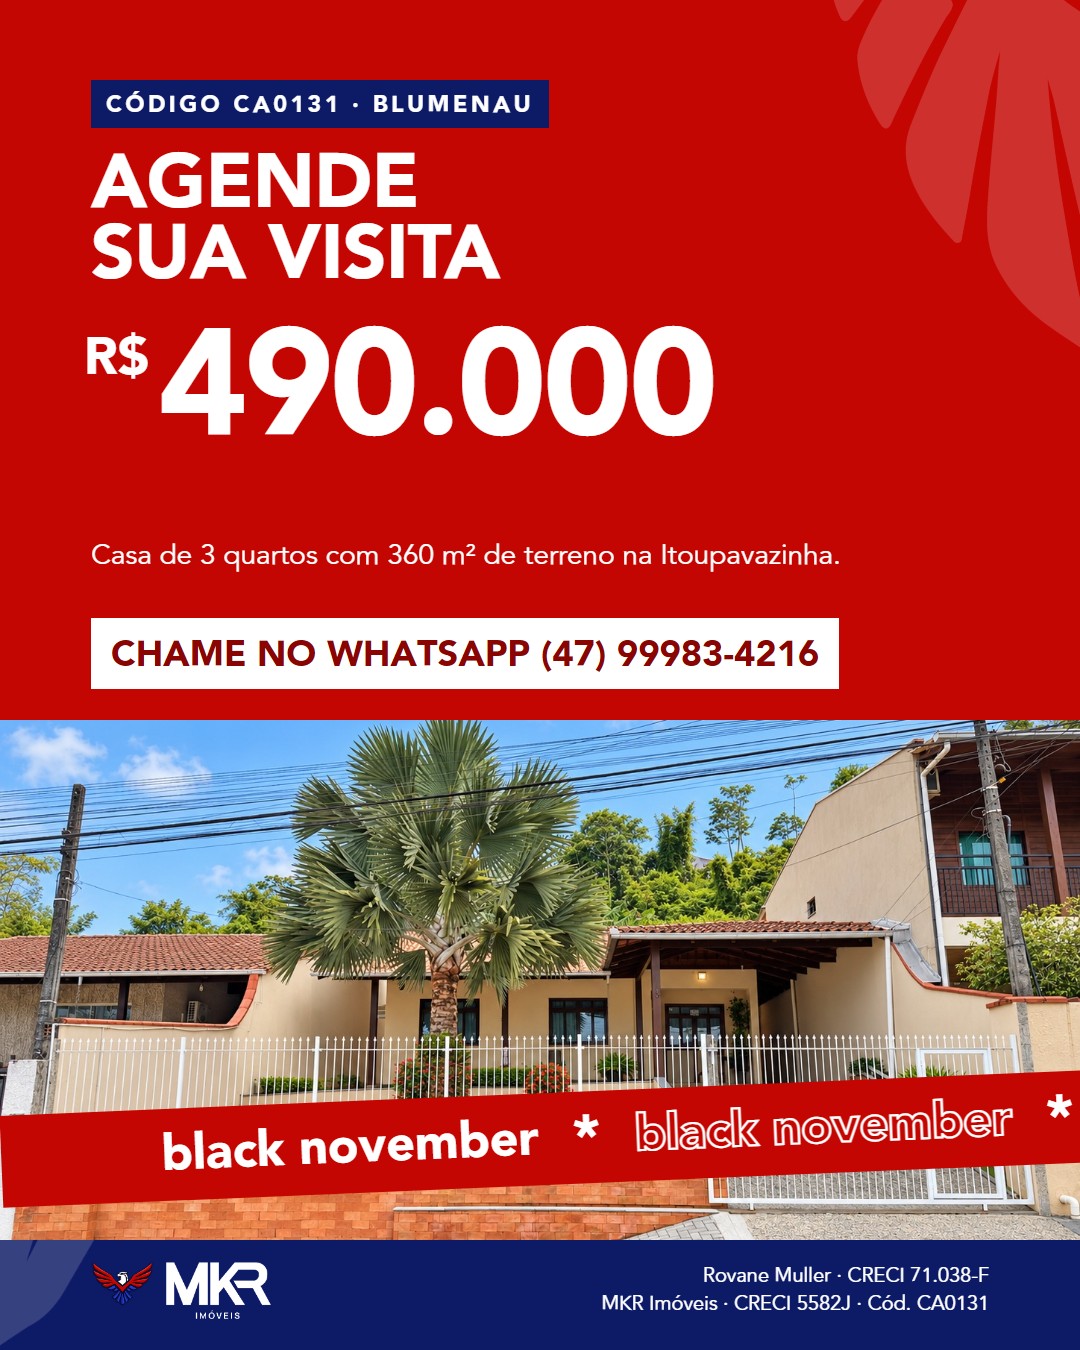 CÓDIGO CA0131 · BLUMENAU
AGENDE
SUA VISITA
R$ 490.000
Casa de 3 quartos com 360 m² de terreno na Itoupavazinha.
CHAME NO WHATSAPP (47) 99983-4216
black november * black november *
MKR
IMÓVEIS
Rovane Muller · CRECI 71.038-F
MKR Imóveis · CRECI 5582J · Cód. CA0131